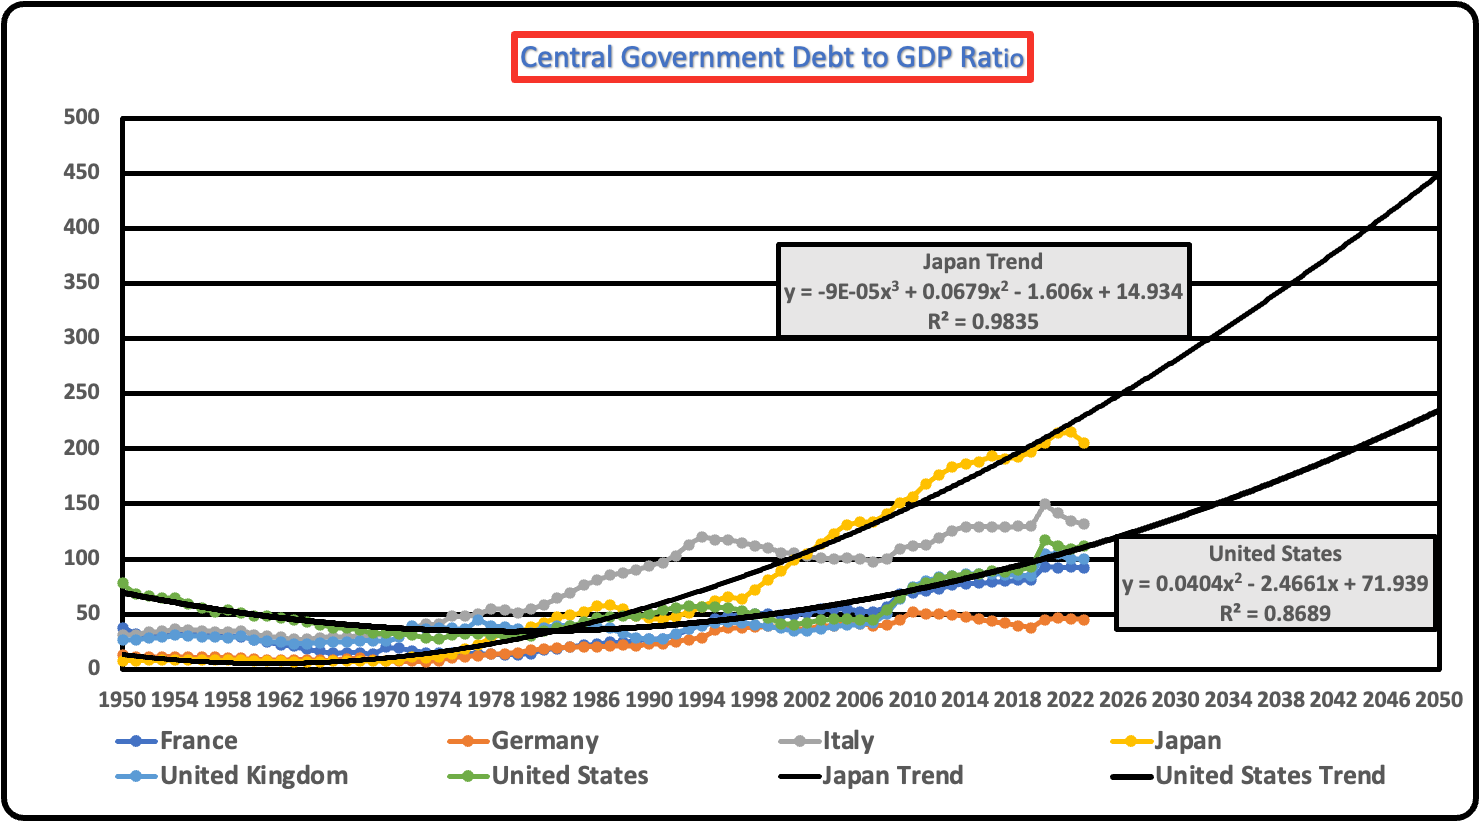 Central Government Debt to GDP Ratio
500
450
400
350
300
250
200
150
100
50
0
Japan Trend
y = -9E-05x³ + 0.0679x² - 1.606x + 14.934
R² = 0.9835
United States
y = 0.0404x² - 2.4661x + 71.939
R² = 0.8689
1950 1954 1958 1962 1966 1970 1974 1978 1982 1986 1990 1994 1998 2002 2006 2010 2014 2018 2022 2026 2030 2034 2038 2042 2046 2050
France Germany Italy Japan
United Kingdom United States Japan Trend United States Trend